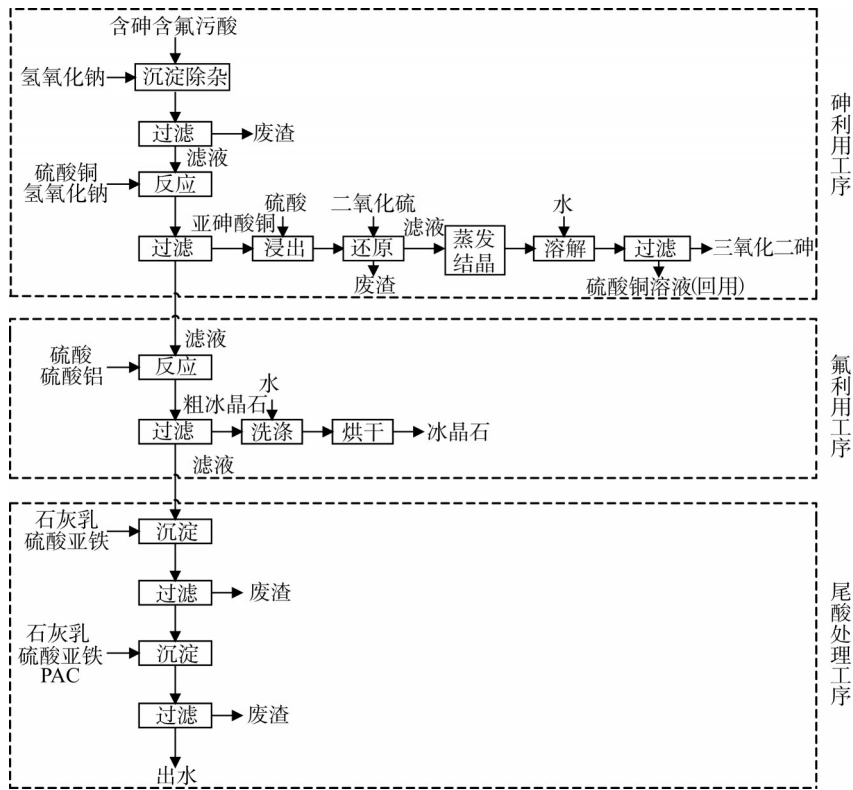 含砷含氟污酸
氢氧化钠
沉淀除杂
过滤
废渣
滤液
硫酸铜
氢氧化钠
反应
过滤
亚砷酸铜
硫酸
浸出
二氧化硫
还原
废渣
滤液
蒸发
结晶
水
溶解
过滤
三氧化二砷
硫酸铜溶液(回用)
砷利用工序
滤液
硫酸
硫酸铝
反应
粗冰晶石
过滤
水
洗涤
烘干
冰晶石
氟利用工序
滤液
石灰乳
硫酸亚铁
沉淀
过滤
废渣
石灰乳
硫酸亚铁
PAC
沉淀
过滤
废渣
出水
尾酸处理工序